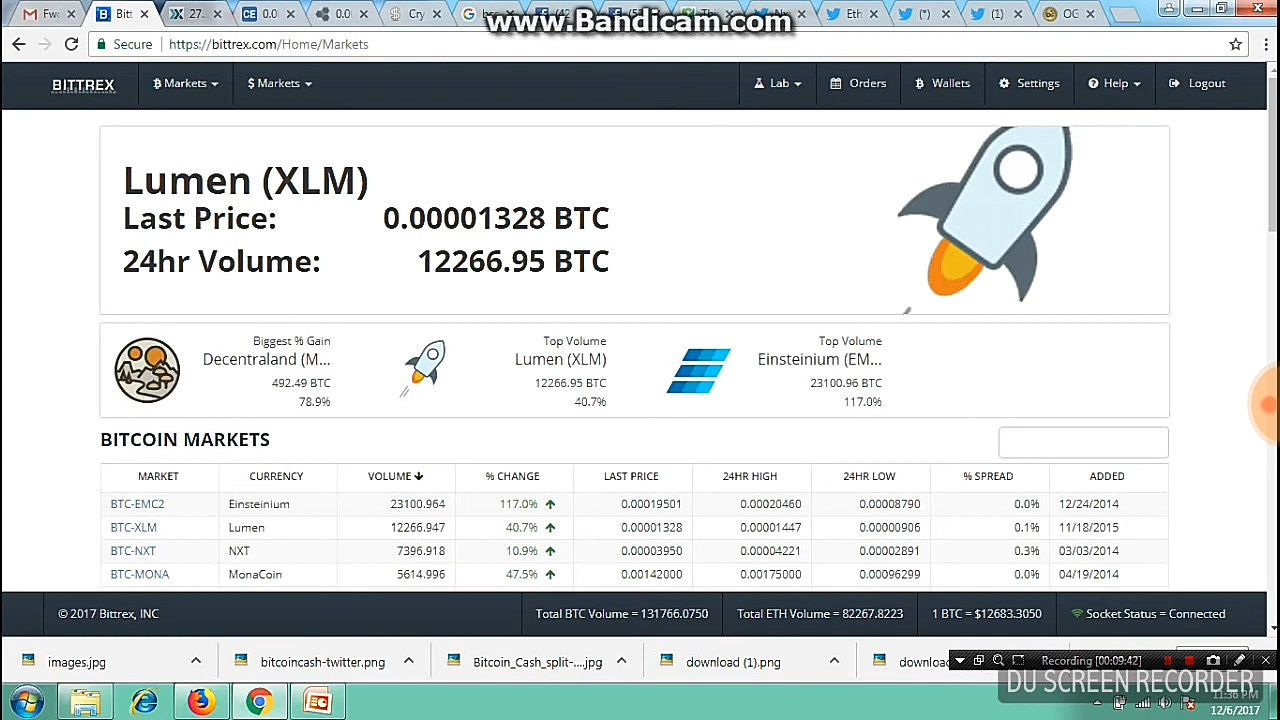 www.Bandicam.com
Secure https://bittrex.com/Home/Markets
BITTREX Markets $ Markets Lab Orders Wallets Settings Help Logout
Lumen (XLM)
Last Price: 0.00001328 BTC
24hr Volume: 12266.95 BTC
Biggest % Gain Top Volume Top Volume
Decentraland (M... Lumen (XLM) Einsteinium (EM...
492.49 BTC 12266.95 BTC 23100.96 BTC
78.9% 40.7% 117.0%
BITCOIN MARKETS
MARKET CURRENCY VOLUME % CHANGE LAST PRICE 24HR HIGH 24HR LOW % SPREAD ADDED
BTC-EMC2 Einsteinium 23100.964 117.0% 0.00019501 0.00020460 0.00008790 0.0% 12/24/2014
BTC-XLM Lumen 12266.947 40.7% 0.00001328 0.00001447 0.00000906 0.1% 11/18/2015
BTC-NXT NXT 7396.918 10.9% 0.00003950 0.00004221 0.00002891 0.3% 03/03/2014
BTC-MONA MonaCoin 5614.996 47.5% 0.00142000 0.00175000 0.00096299 0.0% 04/19/2014
© 2017 Bittrex, INC Total BTC Volume = 131766.0750 Total ETH Volume = 82267.8223 1 BTC = $12683.3050 Socket Status = Connected
images.jpg bitcoincash-twitter.png Bitcoin_Cash_split-....jpg download (1).png Recording [00:09:42]
DU SCREEN RECORDER
11:36 PM
12/6/2017